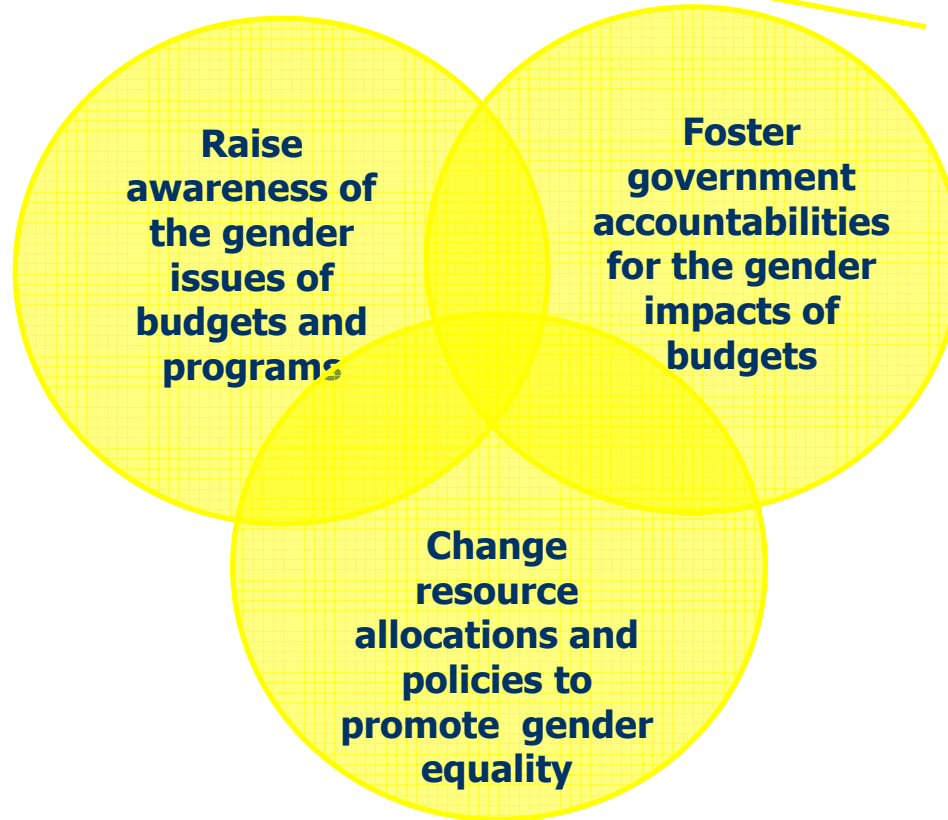 Raise
awareness of
the gender
issues of
budgets and
programs
Foster
government
accountabilities
for the gender
impacts of
budgets
Change
resource
allocations and
policies to
promote  gender
equality